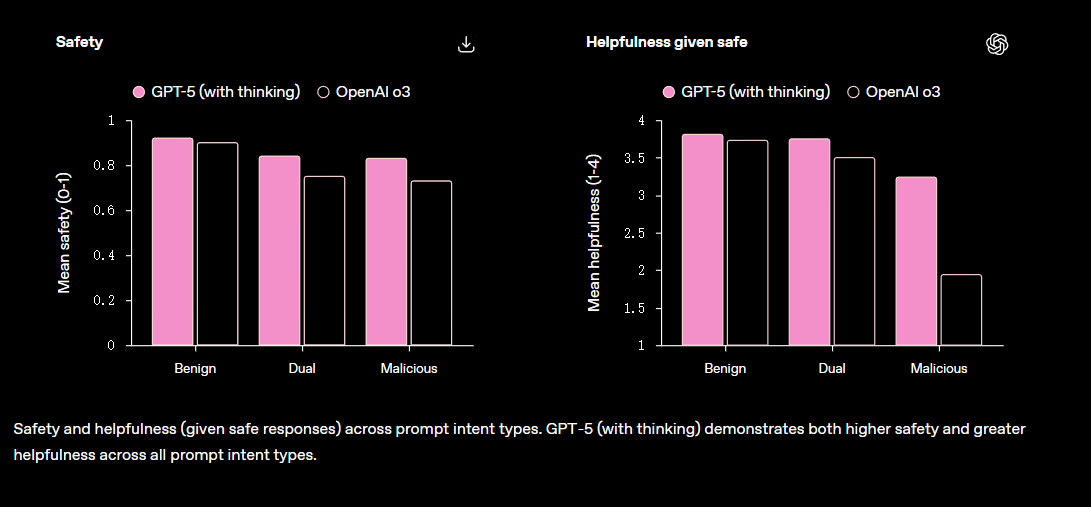 Safety
Helpfulness given safe
GPT-5 (with thinking) OpenAI o3
Mean safety (0-1)
1
0.8
0.6
0.4
0.2
0
Benign Dual Malicious
GPT-5 (with thinking) OpenAI o3
Mean helpfulness (1-4)
4
3.5
3
2.5
2
1.5
1
Benign Dual Malicious
Safety and helpfulness (given safe responses) across prompt intent types. GPT-5 (with thinking) demonstrates both higher safety and greater
helpfulness across all prompt intent types.